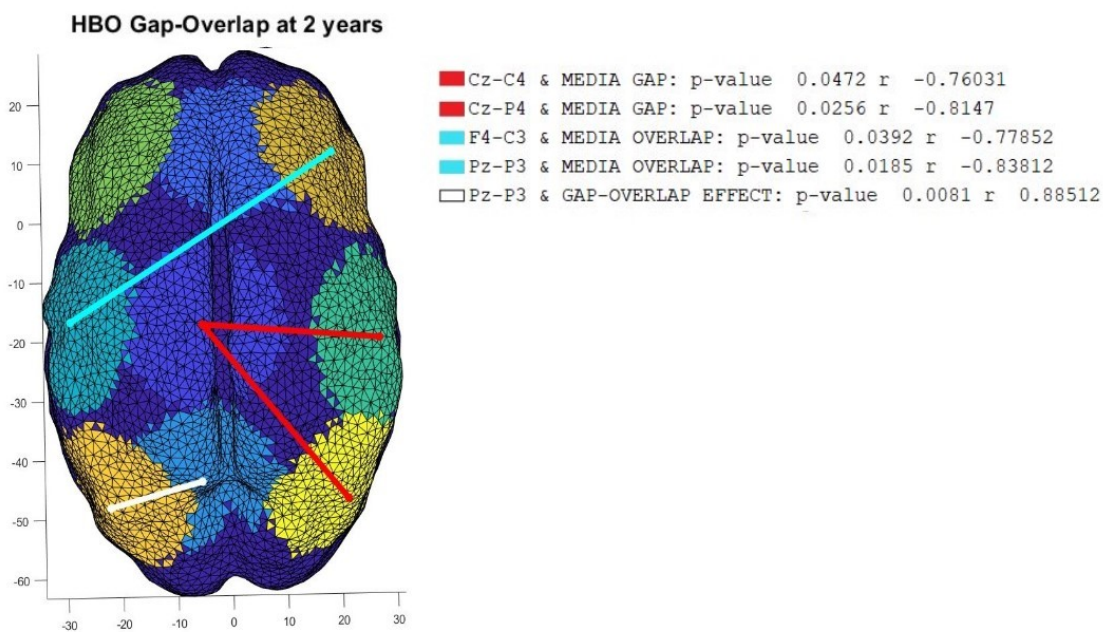 HBO Gap-Overlap at 2 years
Cz-C4 & MEDIA GAP: p-value 0.0472 r -0.76031
Cz-P4 & MEDIA GAP: p-value 0.0256 r -0.8147
F4-C3 & MEDIA OVERLAP: p-value 0.0392 r -0.77852
Pz-P3 & MEDIA OVERLAP: p-value 0.0185 r -0.83812
Pz-P3 & GAP-OVERLAP EFFECT: p-value 0.0081 r 0.88512
20
10
0
-10
-20
-30
-40
-50
-60
-30 -20 -10 0 10 20 30